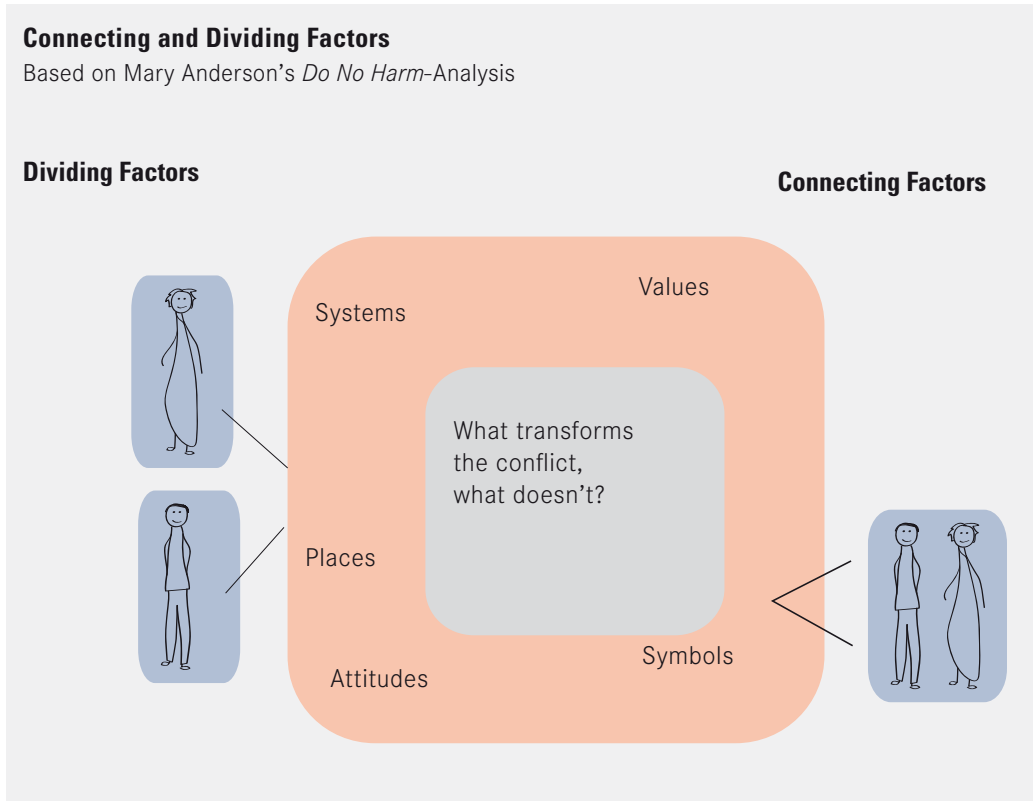 Connecting and Dividing Factors
Based on Mary Anderson’s Do No Harm-Analysis
Dividing Factors
Connecting Factors
Systems
Values
What transforms
the conflict,
what doesn’t?
Places
Attitudes
Symbols